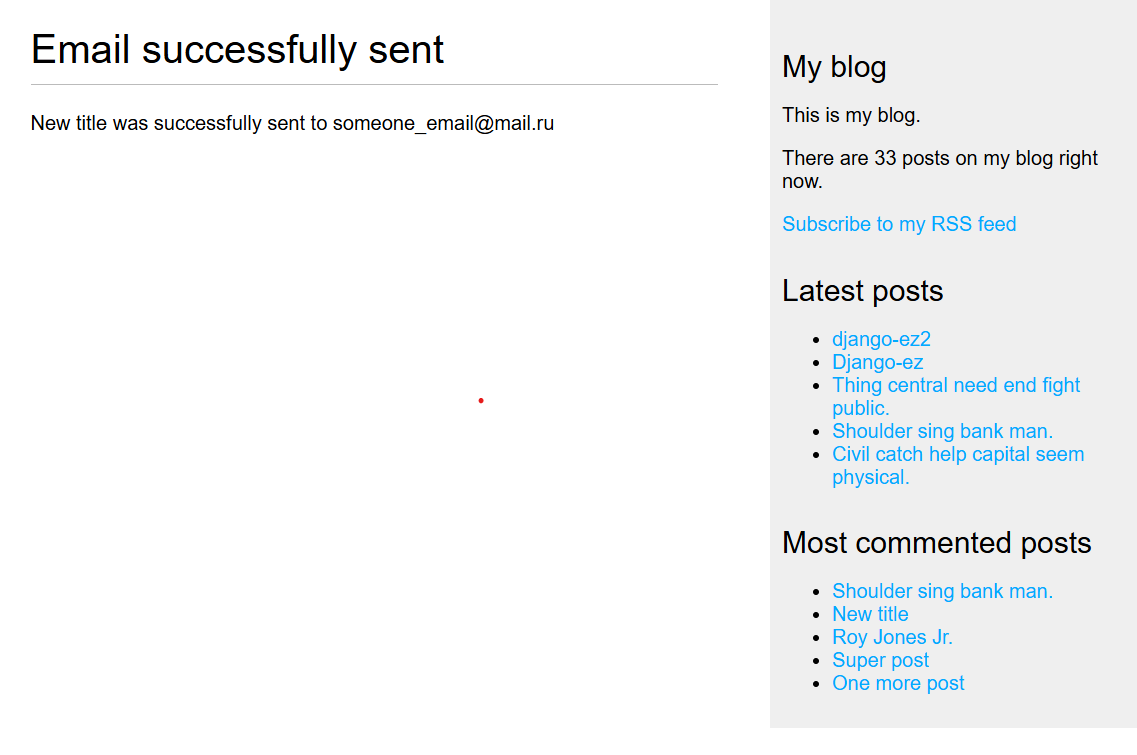 Email successfully sent
New title was successfully sent to someone_email@mail.ru
My blog
This is my blog.
There are 33 posts on my blog right
now.
Subscribe to my RSS feed
Latest posts
django-ez2
Django-ez
Thing central need end fight
public.
Shoulder sing bank man.
Civil catch help capital seem
physical.
Most commented posts
Shoulder sing bank man.
New title
Roy Jones Jr.
Super post
One more post